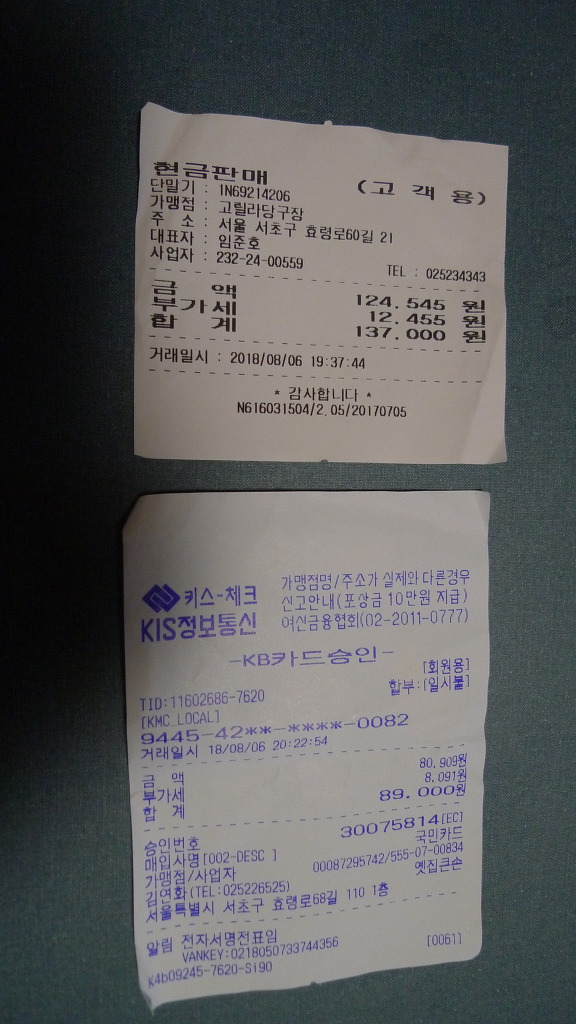 현금판매 (고 객 용)
단말기 : 1N69214206
가맹점 : 고릴라당구장
주 소 : 서울 서초구 효령로60길 21
대표자 : 임준호
사업자 : 232-24-00559 TEL : 025234343
금 액 124.545 원
부가세 12.455 원
합 계 137.000 원
거래일시 : 2018/08/06 19:37:44
* 감사합니다 *
N616031504/2.05/20170705
키스-체크 가맹점명/주소가 실제와 다른경우
신고안내(포상금 10만원 지급)
KIS정보통신 여신금융협회(02-2011-0777)
-KB카드승인-
[회원용]
TID:11602686-7620 할부:[일시불]
[KMC LOCAL]
9445-42**-****-0082
거래일시 18/08/06 20:22:54
금 액 80,909원
부가세 8,091원
합 계 89.000원
승인번호 30075814[EC]
매입사명[002-DESC ] 국민카드
가맹점/사업자 00087295742/555-07-00834
김연화(TEL:025226525) 옛집큰손
서울특별시 서초구 효령로68길 110 1층
알림 전자서명전표임
VANKEY:0218050733744356 [0061]
K4b09245-7620-Si90